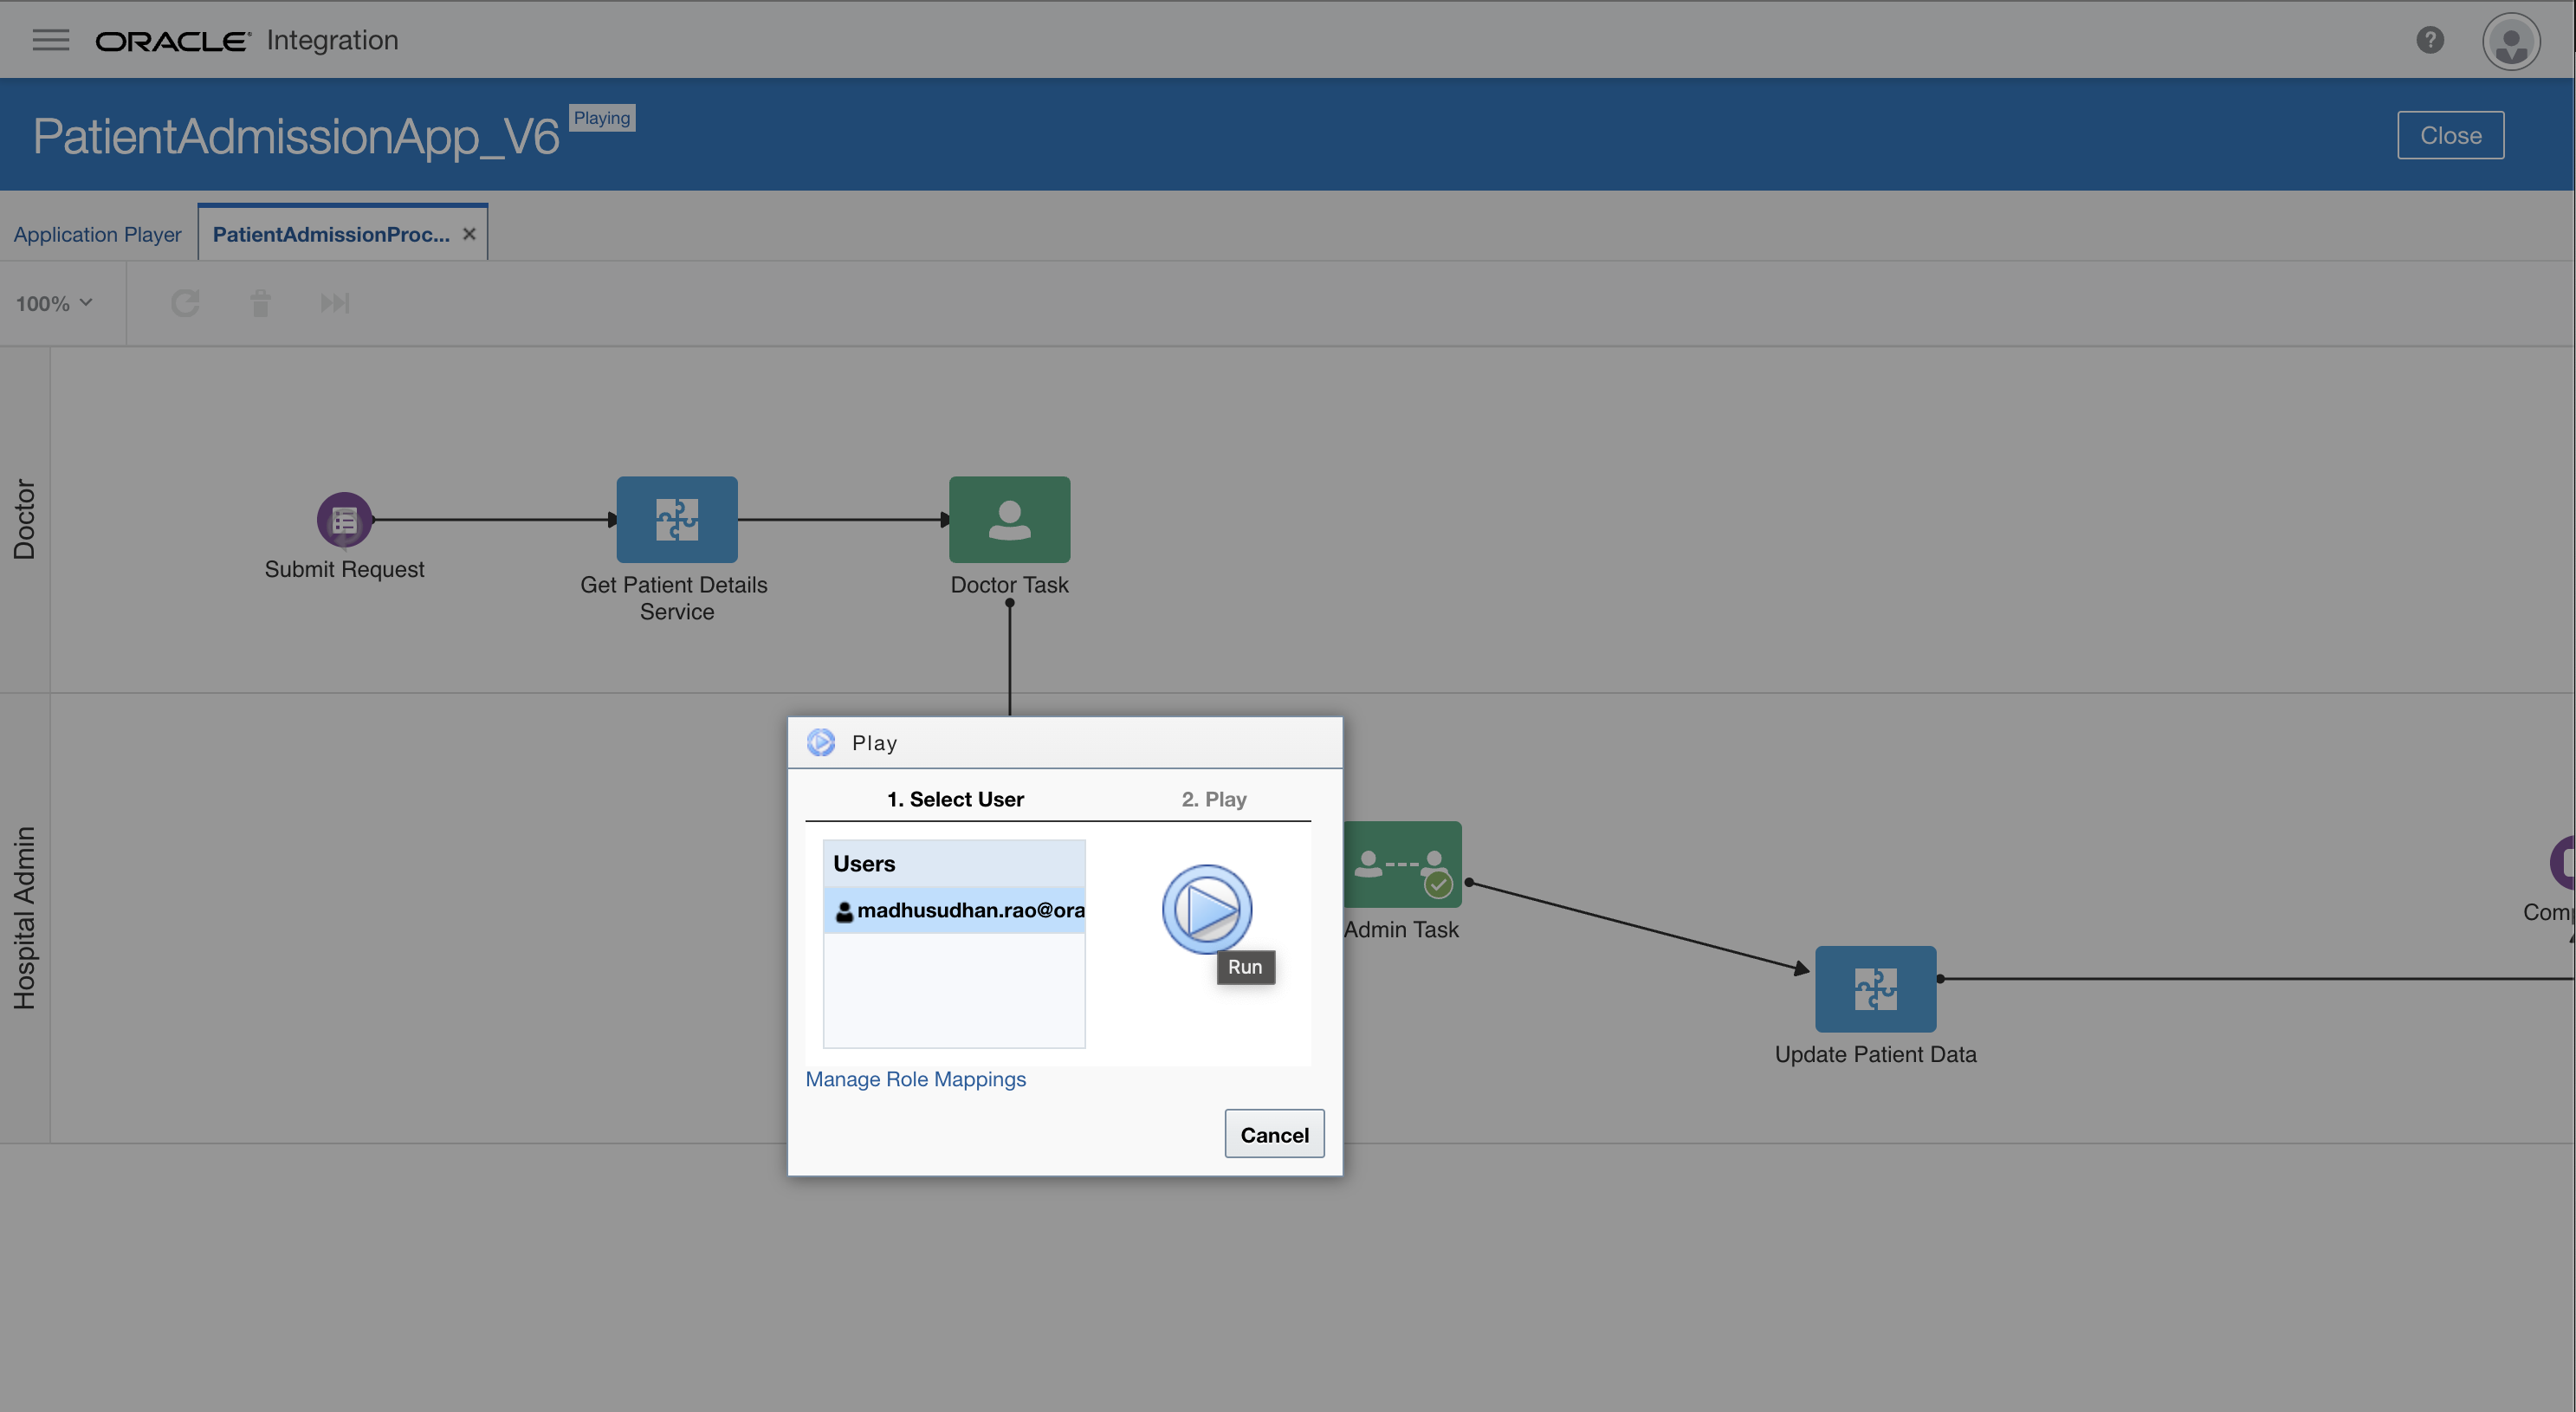 ORACLE Integration
?
PatientAdmissionApp_V6 Playing
Close
Application Player
PatientAdmissionProc... ×
100%
Doctor
Submit Request
Get Patient Details
Service
Doctor Task
Hospital Admin
Play
1. Select User
2. Play
Users
madhusudhan.rao@ora
Run
Manage Role Mappings
Cancel
Admin Task
Update Patient Data
Com